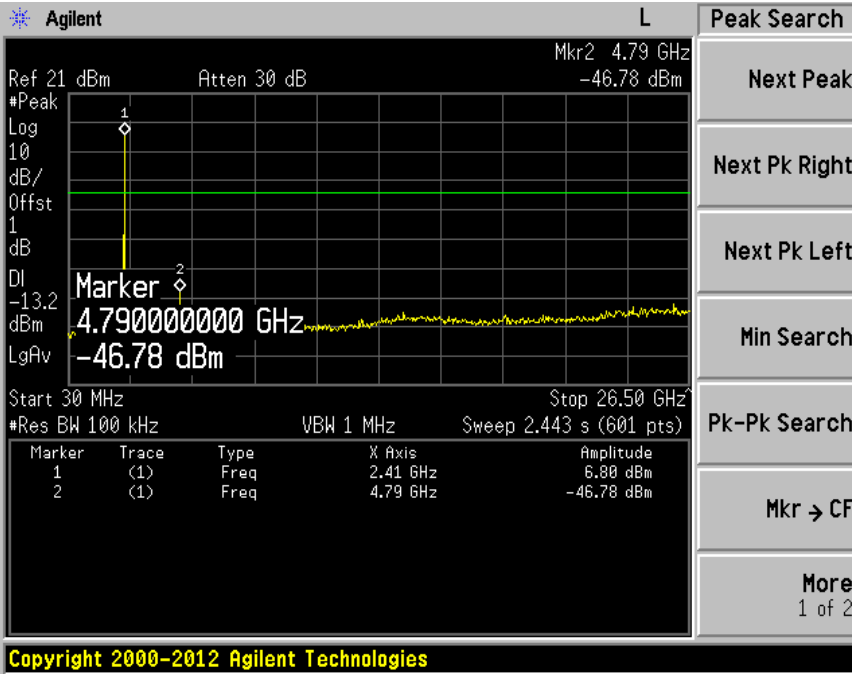 Agilent L Peak Search
Mkr2 4.79 GHz
Ref 21 dBm Atten 30 dB -46.78 dBm
#Peak
Log
10
dB/
Offst
1
dB
DI
-13.2
dBm
LgAv
1
2
Marker
4.790000000 GHz
-46.78 dBm
Start 30 MHz Stop 26.50 GHz^
#Res BW 100 kHz VBW 1 MHz Sweep 2.443 s (601 pts)
Marker Trace Type X Axis Amplitude
1 (1) Freq 2.41 GHz 6.80 dBm
2 (1) Freq 4.79 GHz -46.78 dBm
Next Peak
Next Pk Right
Next Pk Left
Min Search
Pk-Pk Search
Mkr → CF
More
1 of 2
Copyright 2000-2012 Agilent Technologies